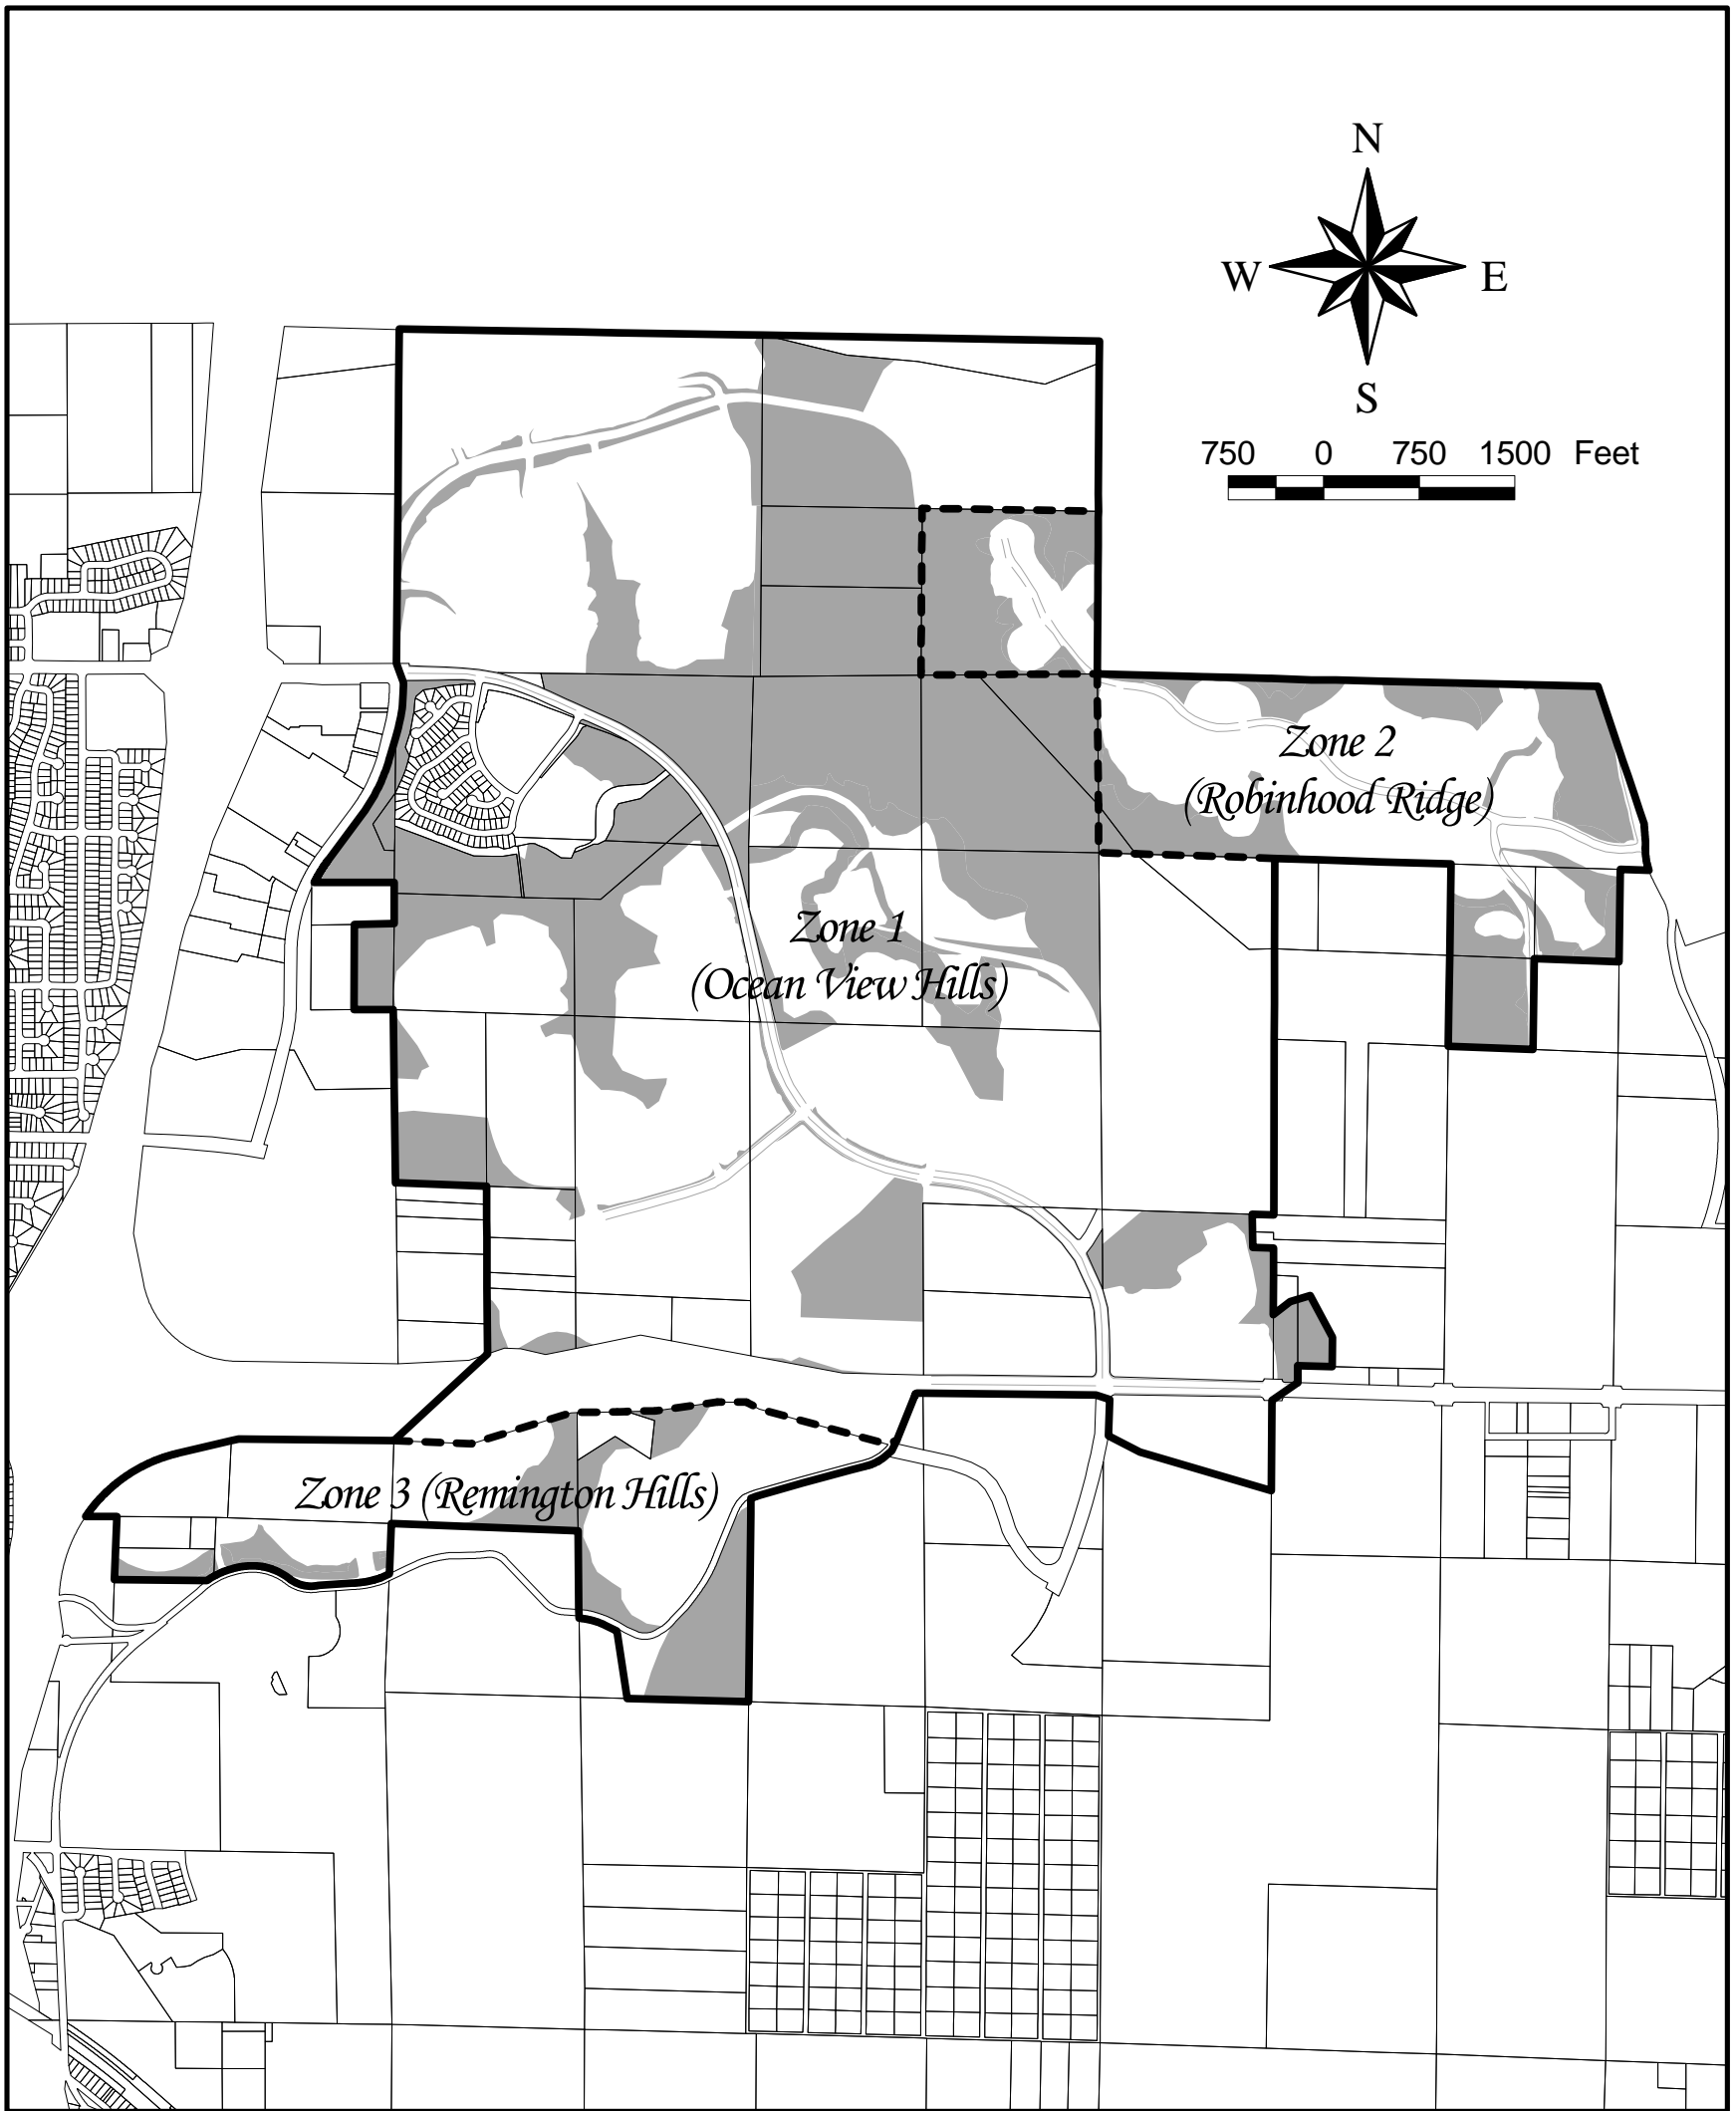 N
W E
S
750 0 750 1500 Feet
Zone 2
(Robinhood Ridge)
Zone 1
(Ocean View Hills)
Zone 3 (Remington Hills)